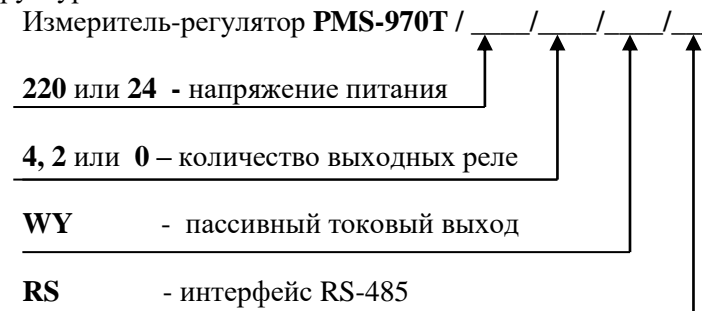 Измеритель-регулятор PMS-970T / ____/____/____/__
220 или 24 - напряжение питания
4, 2 или 0 – количество выходных реле
WY - пассивный токовый выход
RS - интерфейс RS-485